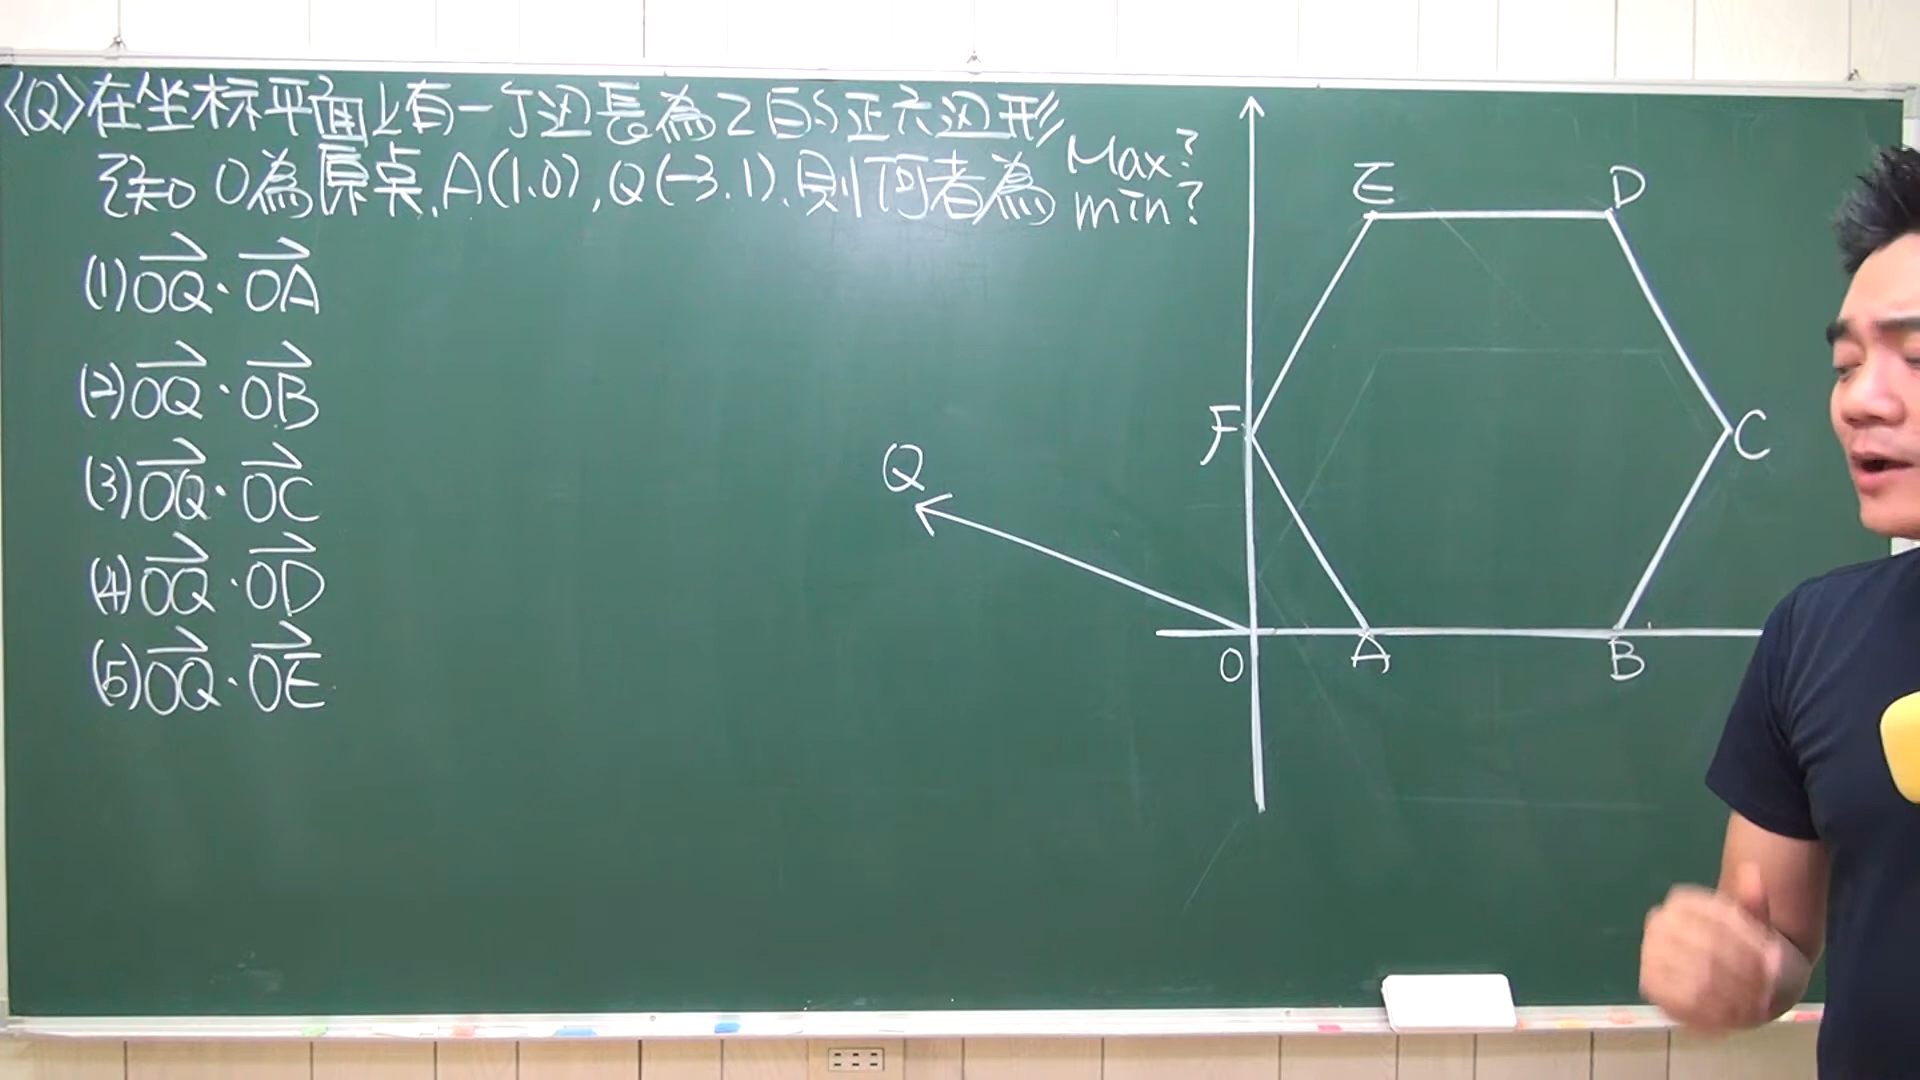 <Q>在坐标平面上有一个边長為2的正六边形
已知O為原点,A(1,0),Q(-3,1),則何者為 Max?
min?
(1) OQ · OA
(2) OQ · OB
(3) OQ · OC
(4) OQ · OD
(5) OQ · OE
E D
F C
Q
O A B